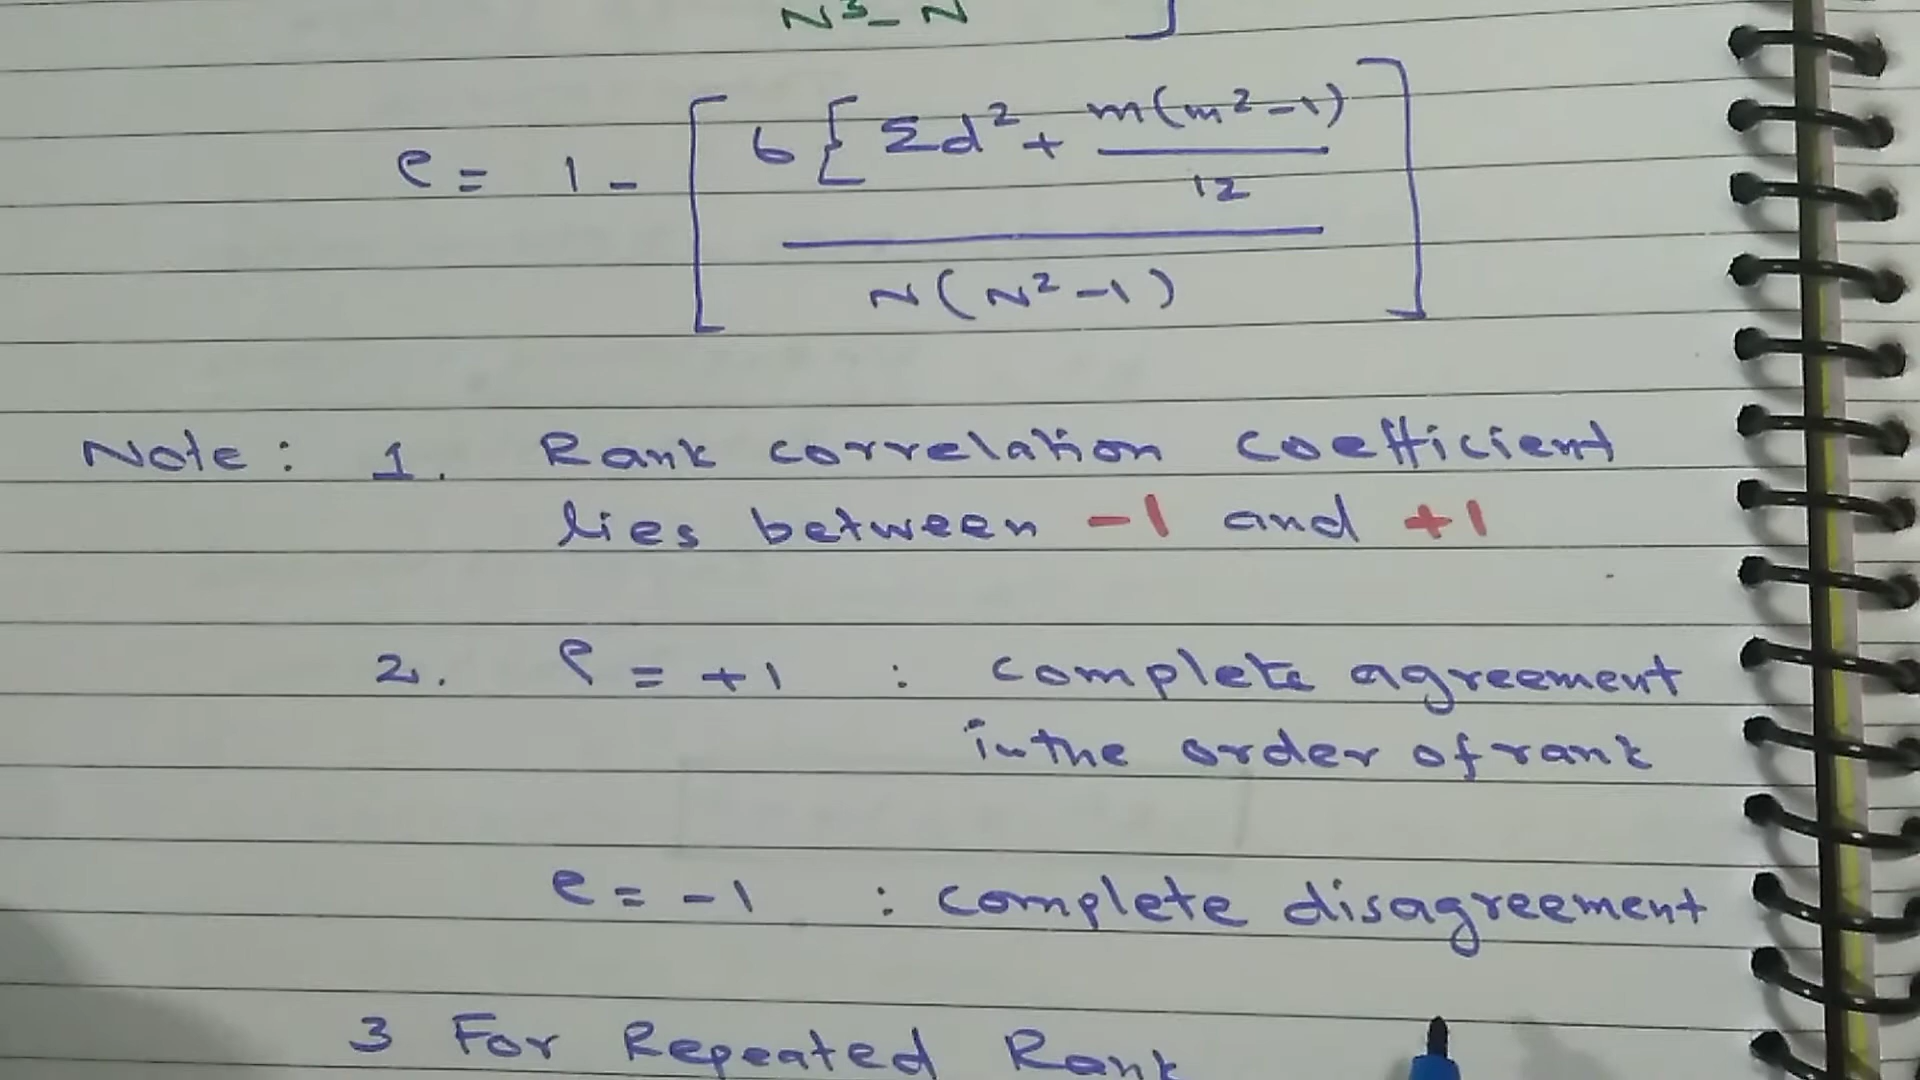 N³ - N ]
ρ = 1 - [ 6 { Σd² + m(m² - 1) / 12
N(N² - 1) ]
Note : 1. Rank correlation coefficient
lies between -1 and +1
2. ρ = +1 : complete agreement
in the order of rank
ρ = -1 : complete disagreement
3 For Repeated Rank